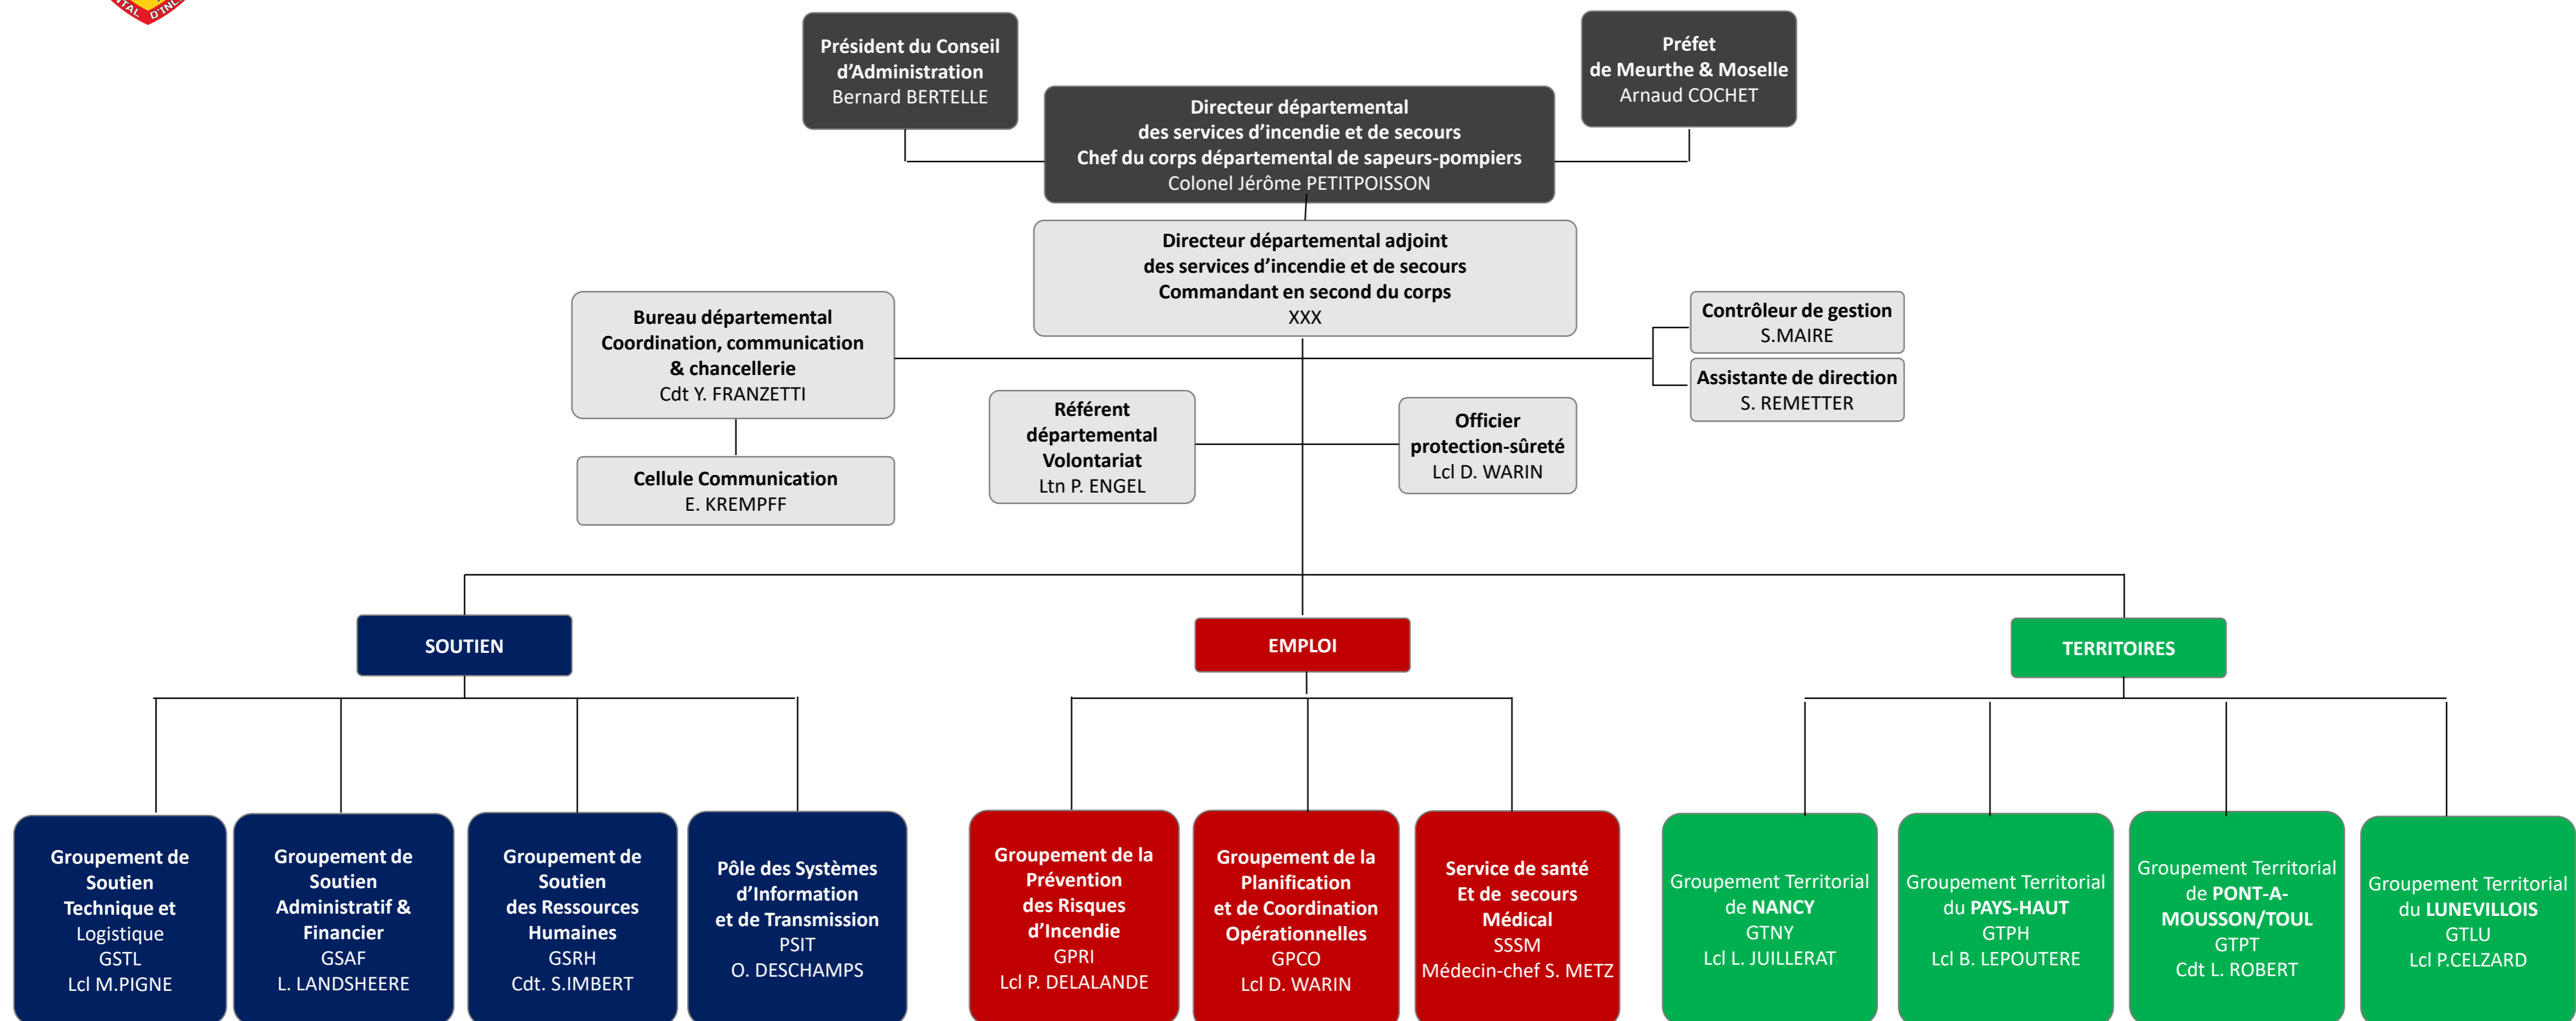 NTAL D'INC
Président du Conseil
d'Administration
Bernard BERTELLE
Préfet
de Meurthe & Moselle
Arnaud COCHET
Directeur départemental
des services d'incendie et de secours
Chef du corps départemental de sapeurs-pompiers
Colonel Jérôme PETITPOISSON
Directeur départemental adjoint
des services d'incendie et de secours
Commandant en second du corps
XXX
Bureau départemental
Coordination, communication
& chancellerie
Cdt Y. FRANZETTI
Contrôleur de gestion
S.MAIRE
Assistante de direction
S. REMETTER
Référent
départemental
Volontariat
Ltn P. ENGEL
Officier
protection-sûreté
Lcl D. WARIN
Cellule Communication
E. KREMPFF
SOUTIEN
EMPLOI
TERRITOIRES
Groupement de
Soutien
Technique et
Logistique
GSTL
Lcl M.PIGNE
Groupement de
Soutien
Administratif &
Financier
GSAF
L. LANDSHEERE
Groupement de
Soutien
des Ressources
Humaines
GSRH
Cdt. S.IMBERT
Pôle des Systèmes
d'Information
et de Transmission
PSIT
O. DESCHAMPS
Groupement de la
Prévention
des Risques
d'Incendie
GPRI
Lcl P. DELALANDE
Groupement de la
Planification
et de Coordination
Opérationnelles
GPCO
Lcl D. WARIN
Service de santé
Et de  secours
Médical
SSSM
Médecin-chef S. METZ
Groupement Territorial
de NANCY
GTNY
Lcl L. JUILLERAT
Groupement Territorial
du PAYS-HAUT
GTPH
Lcl B. LEPOUTERE
Groupement Territorial
de PONT-A-
MOUSSON/TOUL
GTPT
Cdt L. ROBERT
Groupement Territorial
du LUNEVILLOIS
GTLU
Lcl P.CELZARD